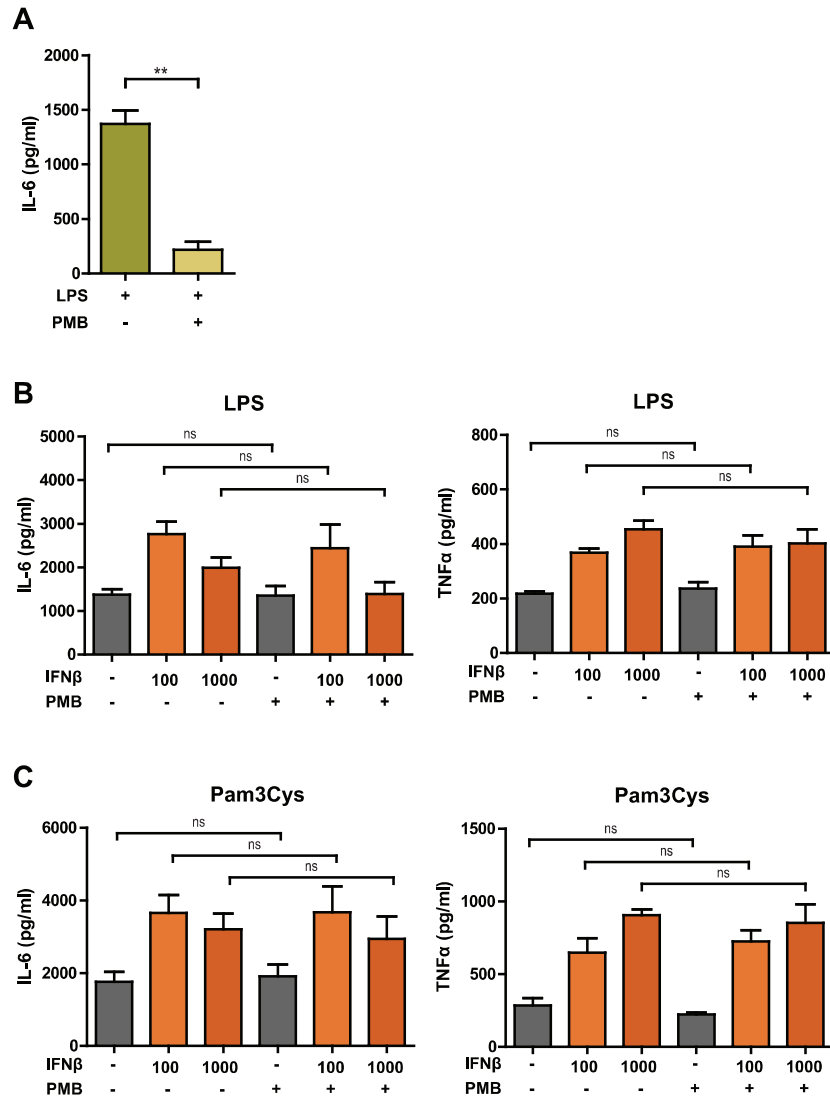 A
2000
1500
1000
500
0
IL-6 (pg/ml)
**
LPS + +
PMB - +
B
LPS
5000
4000
3000
2000
1000
0
IL-6 (pg/ml)
ns
ns
ns
IFNβ - 100 1000 - 100 1000
PMB - - - + + +
LPS
800
600
400
200
0
TNFα (pg/ml)
ns
ns
ns
IFNβ - 100 1000 - 100 1000
PMB - - - + + +
C
Pam3Cys
6000
4000
2000
0
IL-6 (pg/ml)
ns
ns
ns
IFNβ - 100 1000 - 100 1000
PMB - - - + + +
Pam3Cys
1500
1000
500
0
TNFα (pg/ml)
ns
ns
ns
IFNβ - 100 1000 - 100 1000
PMB - - - + + +